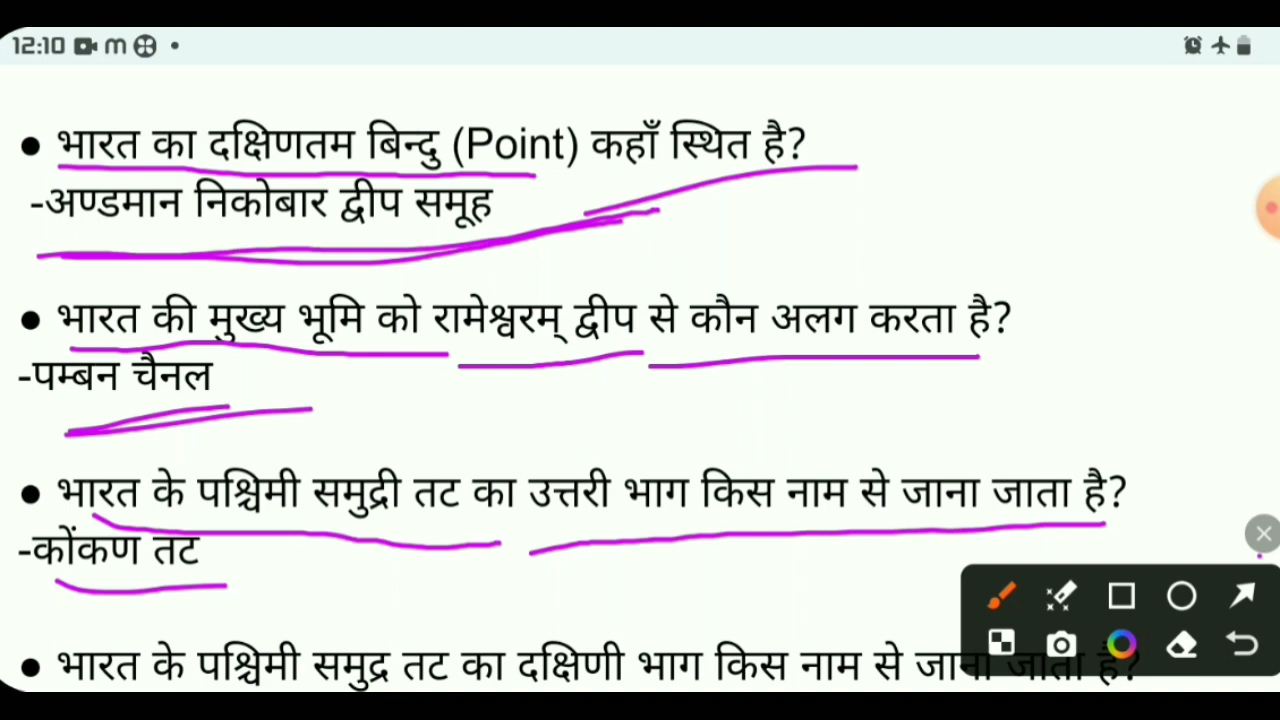 12:10
● भारत का दक्षिणतम बिन्दु (Point) कहाँ स्थित है?
-अण्डमान निकोबार द्वीप समूह
● भारत की मुख्य भूमि को रामेश्वरम् द्वीप से कौन अलग करता है?
-पम्बन चैनल
● भारत के पश्चिमी समुद्री तट का उत्तरी भाग किस नाम से जाना जाता है?
-कोंकण तट
● भारत के पश्चिमी समुद्र तट का दक्षिणी भाग किस नाम से जाना जाता है?